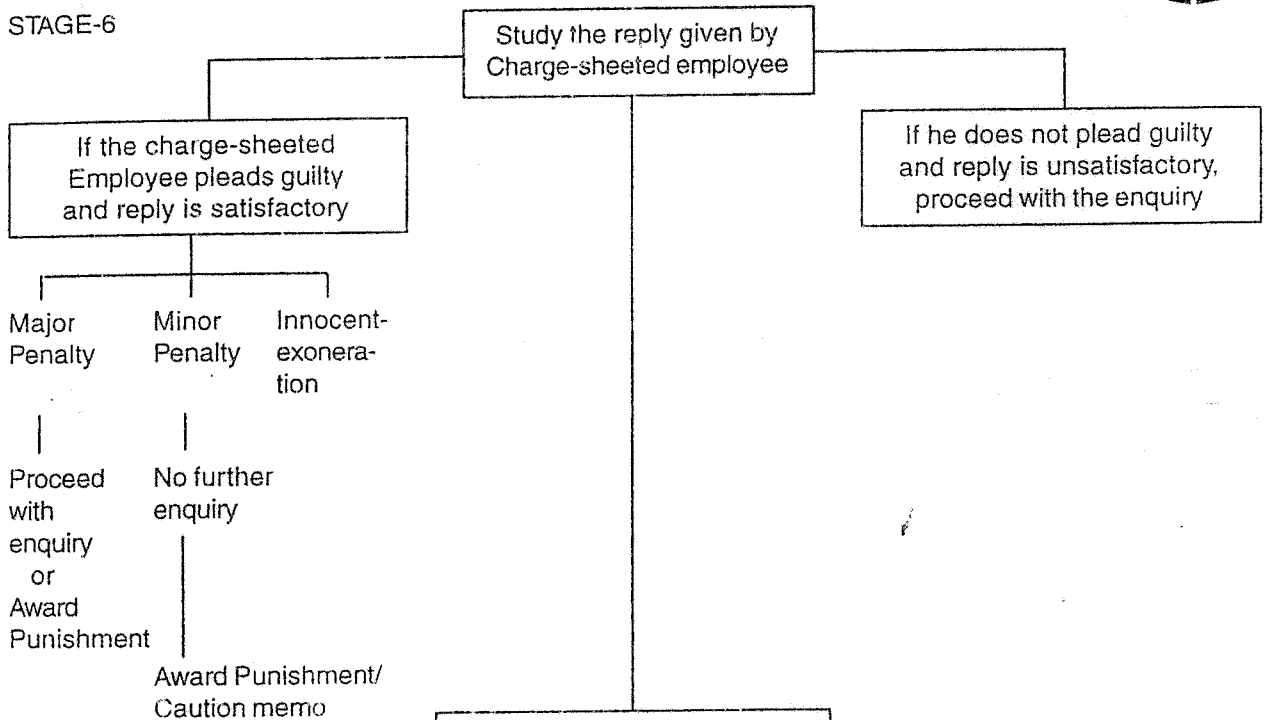 STAGE-6
Study the reply given by
Charge-sheeted employee
If the charge-sheeted
Employee pleads guilty
and reply is satisfactory
If he does not plead guilty
and reply is unsatisfactory,
proceed with the enquiry
Major
Penalty
Minor
Penalty
Innocent-
exonera-
tion
Proceed
with
enquiry
or
Award
Punishment
No further
enquiry
Award Punishment/
Caution memo